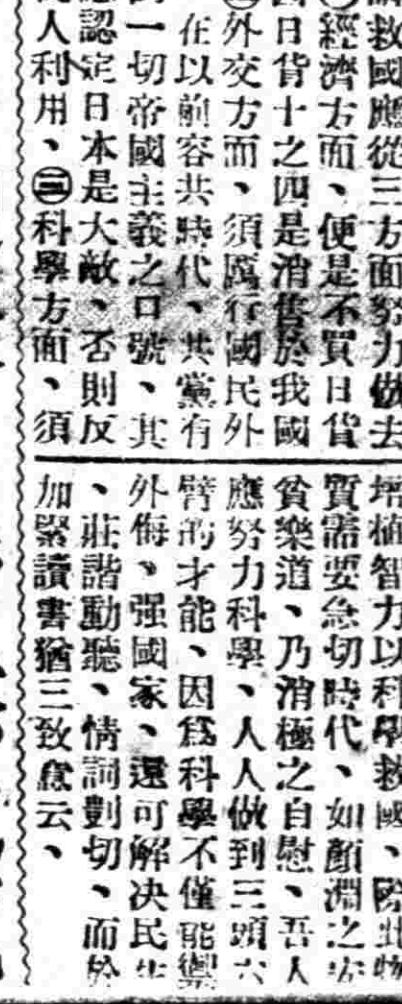 救國應從三方面努力做去
經濟方面、便是不買日貨
日貨十之四是消售於我國
外交方面、須厲行國民外
在以前容共時代、共黨有
一切帝國主義之口號、其
認定日本是大敵、否則反
人利用、㊂科學方面、須
培植智力以科學救國、際此物
質需要急切時代、如顏淵之安
貧樂道、乃消極之自慰、吾人
應努力科學、人人做到三頭六
臂的才能、因爲科學不僅能禦
外侮、强國家、還可解决民生
、莊諧動聽、情詞剴切、而於
加緊讀書猶三致意云、